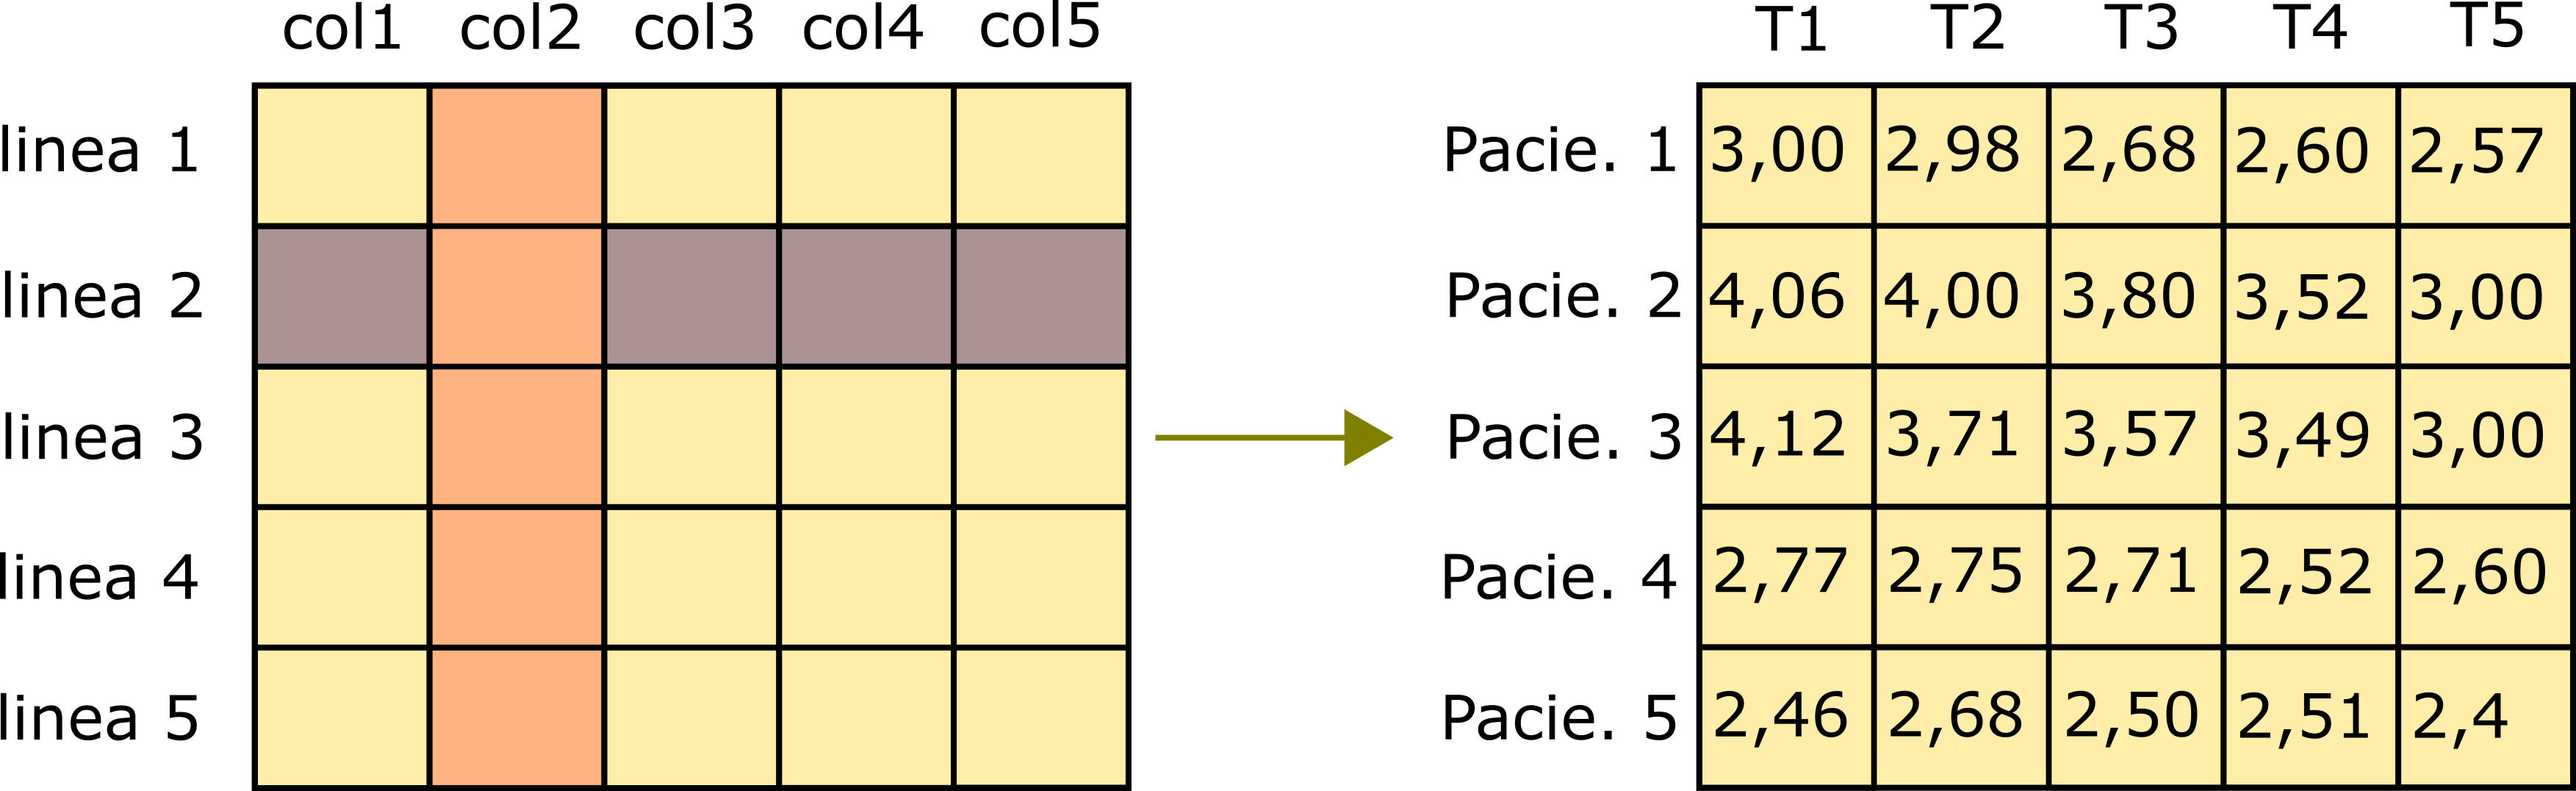 col1 col2 col3 col4 col5
linea 1
linea 2
linea 3
linea 4
linea 5
T1 T2 T3 T4 T5
Pacie. 1 3,00 2,98 2,68 2,60 2,57
Pacie. 2 4,06 4,00 3,80 3,52 3,00
Pacie. 3 4,12 3,71 3,57 3,49 3,00
Pacie. 4 2,77 2,75 2,71 2,52 2,60
Pacie. 5 2,46 2,68 2,50 2,51 2,4